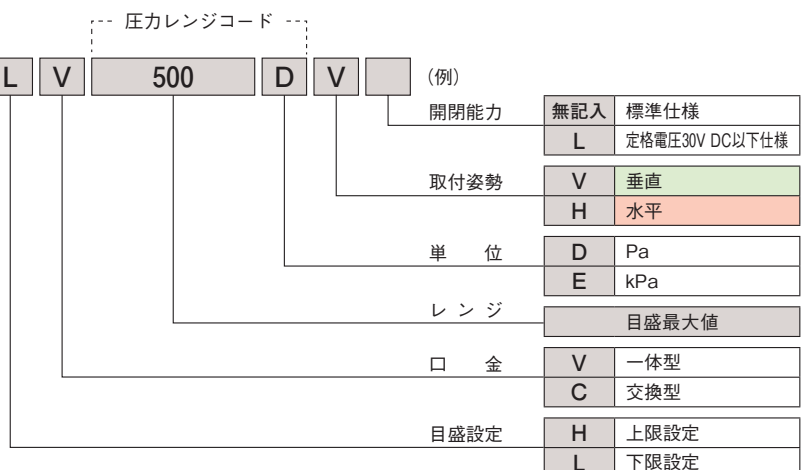 圧力レンジコード
L V 500 D V (例)
開閉能力 無記入 標準仕様
L 定格電圧30V DC以下仕様
取付姿勢 V 垂直
H 水平
単 位 D Pa
E kPa
レ ン ジ 目盛最大値
口 金 V 一体型
C 交換型
目盛設定 H 上限設定
L 下限設定